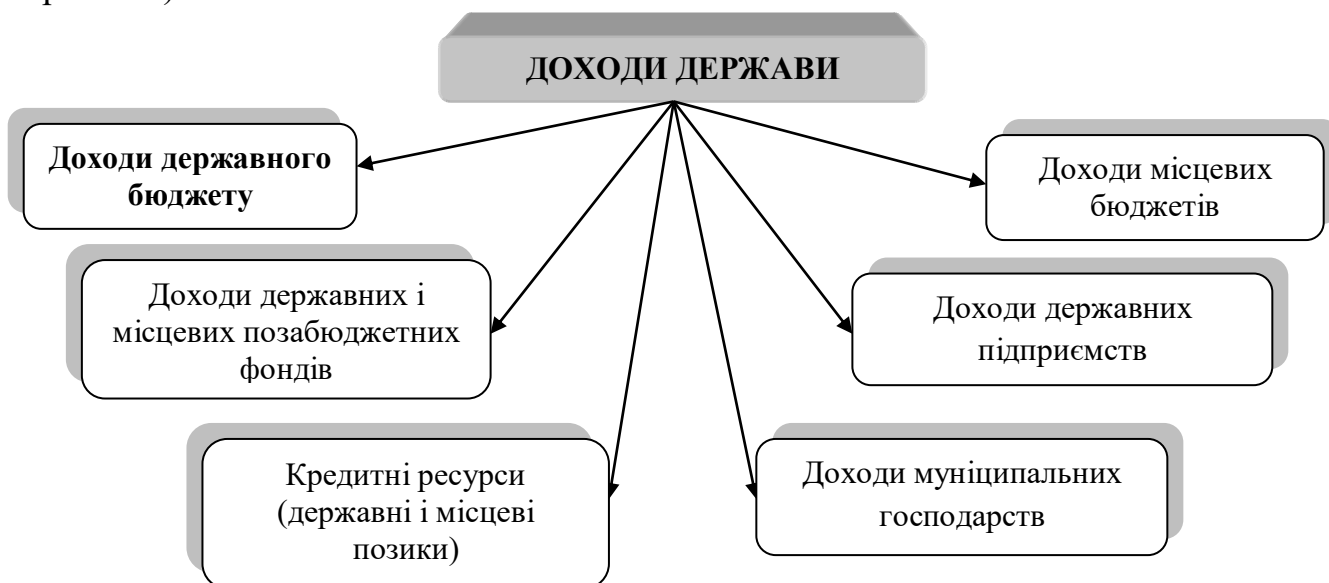 ДОХОДИ ДЕРЖАВИ
Доходи державного
бюджету
Доходи місцевих
бюджетів
Доходи державних і
місцевих позабюджетних
фондів
Доходи державних
підприємств
Кредитні ресурси
(державні і місцеві
позики)
Доходи муніципальних
господарств